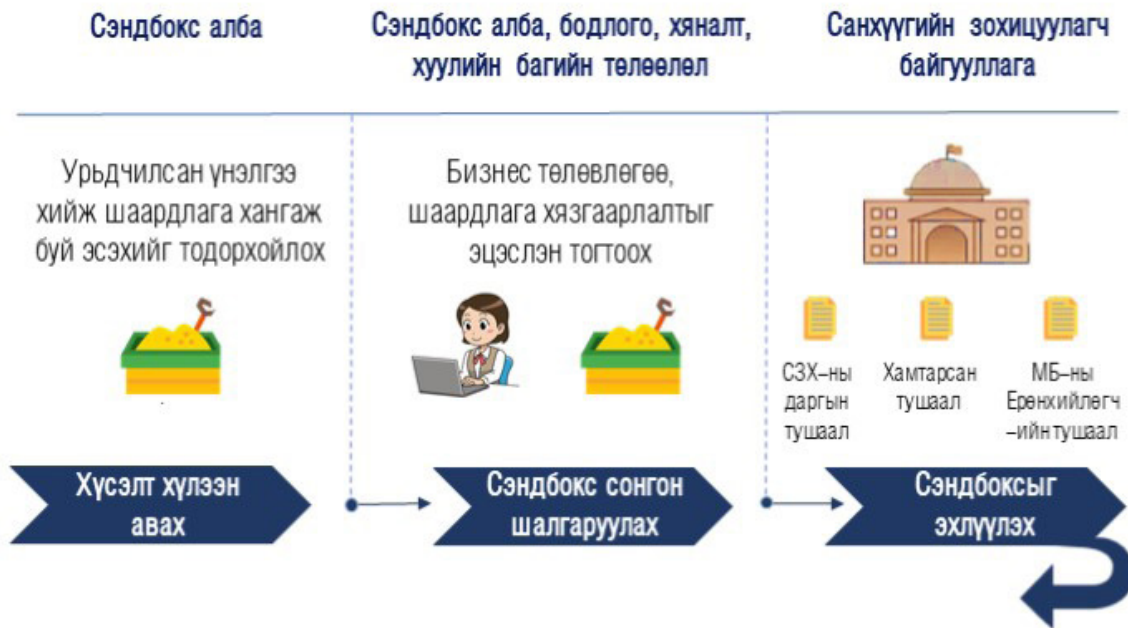 Сэндбокс алба
Сэндбокс алба, бодлого, хяналт,
хуулийн багийн төлөөлөл
Санхүүгийн зохицуулагч
байгууллага
Урьдчилсан үнэлгээ
хийж шаардлага хангаж
буй эсэхийг тодорхойлох
Бизнес төлөвлөгөө,
шаардлага хязгаарлалтыг
эцэслэн тогтоох
СЗХ–ны
даргын
тушаал
Хамтарсан
тушаал
МБ–ны
Ерөнхийлөгч
–ийн тушаал
Хүсэлт хүлээн
авах
Сэндбокс сонгон
шалгаруулах
Сэндбоксыг
эхлүүлэх